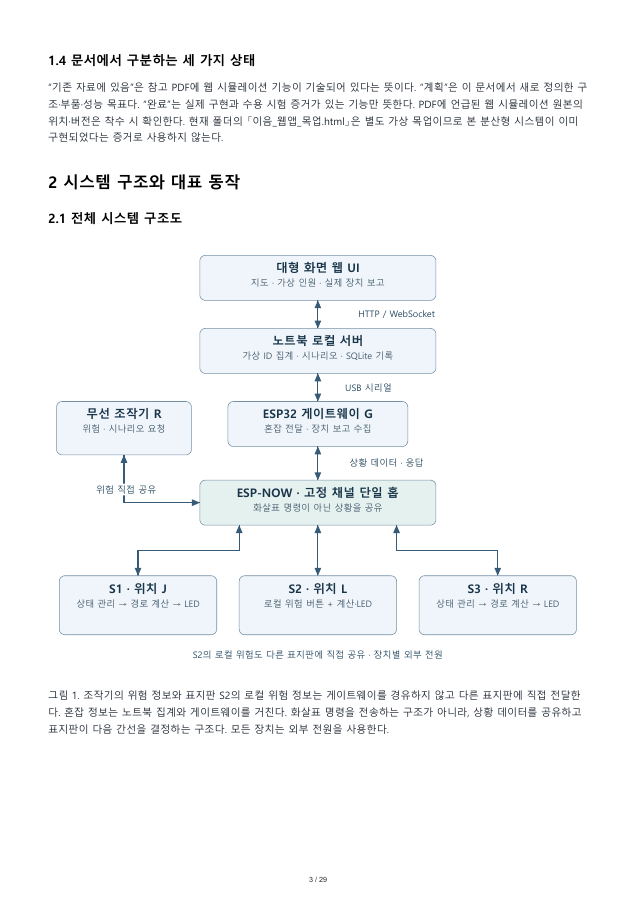 1.4 문서에서 구분하는 세 가지 상태
“기존 자료에 있음”은 참고 PDF에 웹 시뮬레이션 기능이 기술되어 있다는 뜻이다. “계획”은 이 문서에서 새로 정의한 구
조·부품·성능 목표다. “완료”는 실제 구현과 수용 시험 증거가 있는 기능만 뜻한다. PDF에 언급된 웹 시뮬레이션 원본의
위치·버전은 착수 시 확인한다. 현재 폴더의 「이음_웹앱_목업.html」은 별도 가상 목업이므로 본 분산형 시스템이 이미
구현되었다는 증거로 사용하지 않는다.
2 시스템 구조와 대표 동작
2.1 전체 시스템 구조도
대형 화면 웹 UI
지도 · 가상 인원 · 실제 장치 보고
HTTP / WebSocket
노트북 로컬 서버
가상 ID 집계 · 시나리오 · SQLite 기록
USB 시리얼
무선 조작기 R
위험 · 시나리오 요청
ESP32 게이트웨이 G
혼잡 전달 · 장치 보고 수집
상황 데이터 · 응답
위험 직접 공유
ESP-NOW · 고정 채널 단일 홉
화살표 명령이 아닌 상황을 공유
S1 · 위치 J
상태 관리 → 경로 계산 → LED
S2 · 위치 L
로컬 위험 버튼 + 계산·LED
S3 · 위치 R
상태 관리 → 경로 계산 → LED
S2의 로컬 위험도 다른 표지판에 직접 공유 · 장치별 외부 전원
그림 1. 조작기의 위험 정보와 표지판 S2의 로컬 위험 정보는 게이트웨이를 경유하지 않고 다른 표지판에 직접 전달한
다. 혼잡 정보는 노트북 집계와 게이트웨이를 거친다. 화살표 명령을 전송하는 구조가 아니라, 상황 데이터를 공유하고
표지판이 다음 간선을 결정하는 구조다. 모든 장치는 외부 전원을 사용한다.
3 / 29